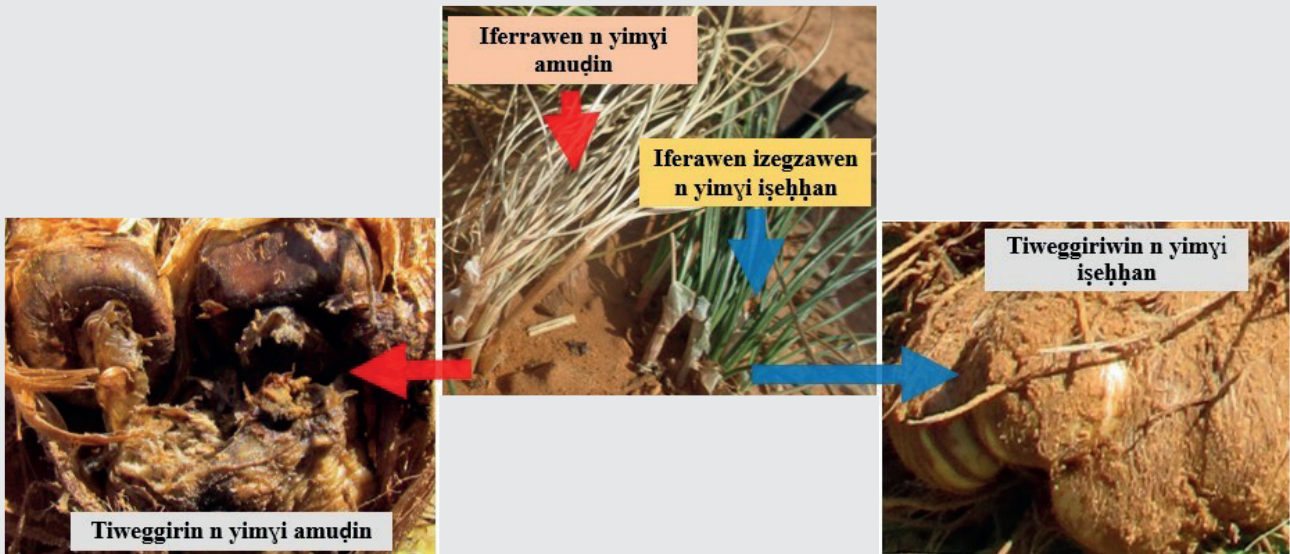 Iferrawen n yimɣi
amuḍin
Iferawen izegzawen
n yimɣi iṣeḥḥan
Tiweggiriwin n yimɣi
iṣeḥḥan
Tiweggirin n yimɣi amuḍin